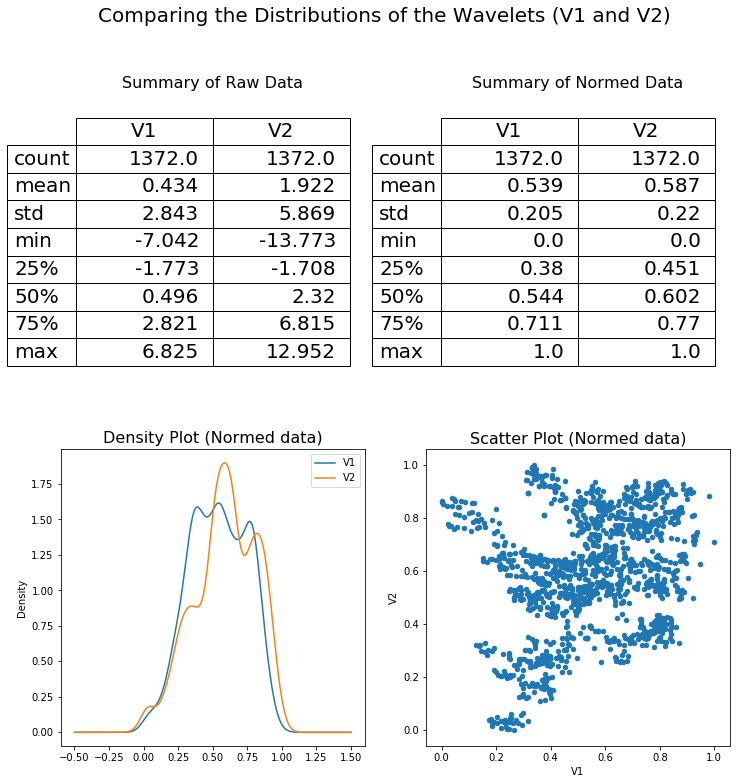 Comparing the Distributions of the Wavelets (V1 and V2)
Summary of Raw Data
V1 V2
count 1372.0 1372.0
mean 0.434 1.922
std 2.843 5.869
min -7.042 -13.773
25% -1.773 -1.708
50% 0.496 2.32
75% 2.821 6.815
max 6.825 12.952
Summary of Normed Data
V1 V2
count 1372.0 1372.0
mean 0.539 0.587
std 0.205 0.22
min 0.0 0.0
25% 0.38 0.451
50% 0.544 0.602
75% 0.711 0.77
max 1.0 1.0
Density Plot (Normed data)
V1
V2
Density
1.75
1.50
1.25
1.00
0.75
0.50
0.25
0.00
−0.50 −0.25 0.00 0.25 0.50 0.75 1.00 1.25 1.50
Scatter Plot (Normed data)
V2
1.0
0.8
0.6
0.4
0.2
0.0
0.0 0.2 0.4 0.6 0.8 1.0
V1